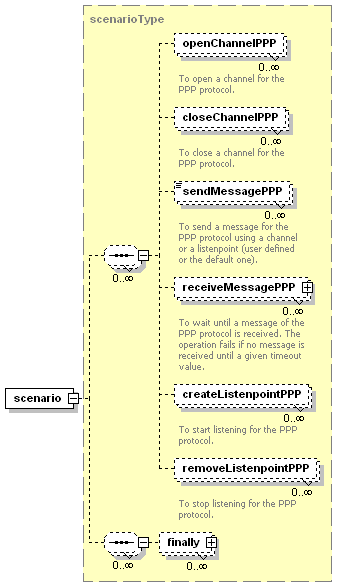 scenarioType
openChannelPPP
0..∞
To open a channel for the
PPP protocol.
closeChannelPPP
0..∞
To close a channel for the
PPP protocol.
sendMessagePPP
0..∞
To send a message for the
PPP protocol using a channel
or a listenpoint (user defined
or the default one).
0..∞
receiveMessagePPP
0..∞
To wait until a message of the
PPP protocol is received. The
operation fails if no message is
received until a given timeout
value.
scenario
createListenpointPPP
0..∞
To start listening for the PPP
protocol.
removeListenpointPPP
0..∞
To stop listening for the PPP
protocol.
finally
0..∞
0..∞